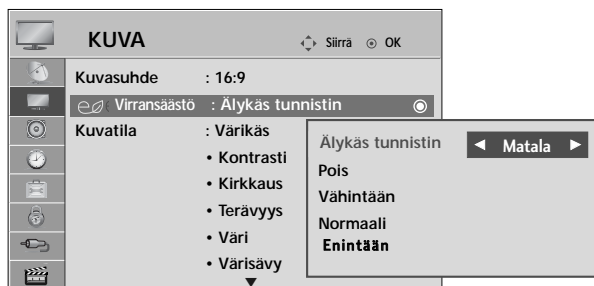 KUVA Siirrä OK
Kuvasuhde : 16:9
Virransäästö : Älykäs tunnistin
Kuvatila : Värikäs
• Kontrasti
• Kirkkaus
• Terävyys
• Väri
• Värisävy
Älykäs tunnistin ◄ Matala ►
Pois
Vähintään
Normaali
Enintään